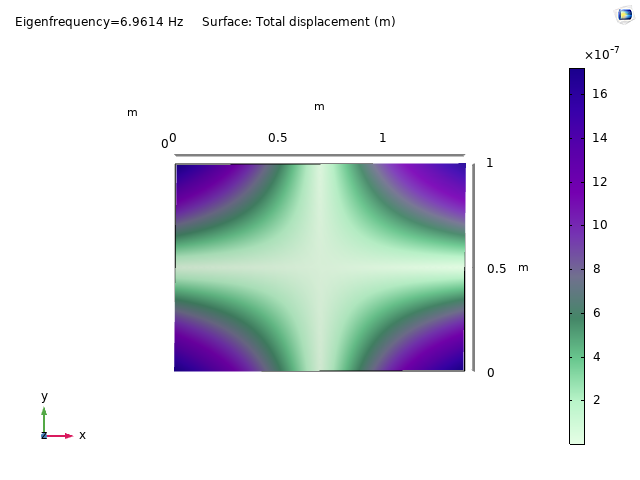 Eigenfrequency=6.9614 Hz Surface: Total displacement (m)
×10⁻⁷
m
m
0
0
0.5
1
1
0.5
m
0
16
14
12
10
8
6
4
2
y
z
x